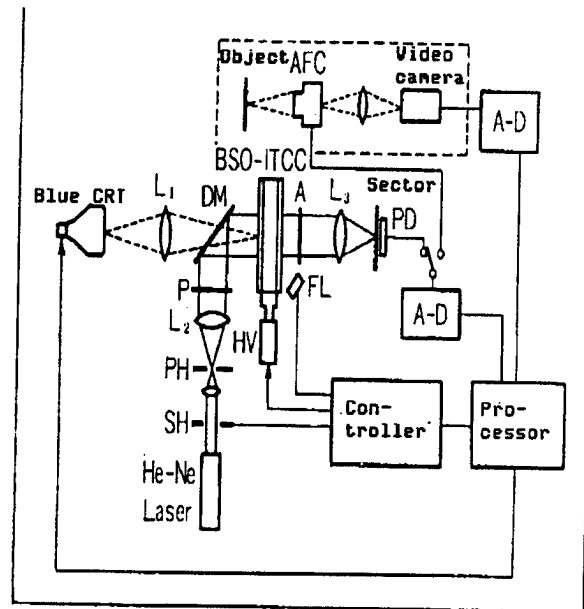 Object
AFC
Video
camera
A-D
BSO-ITCC
Blue CRT
L₁
DM
A
L₃
Sector
PD
P
FL
A-D
L₂
HV
PH
SH
Con-
troller
Pro-
cessor
He-Ne
Laser